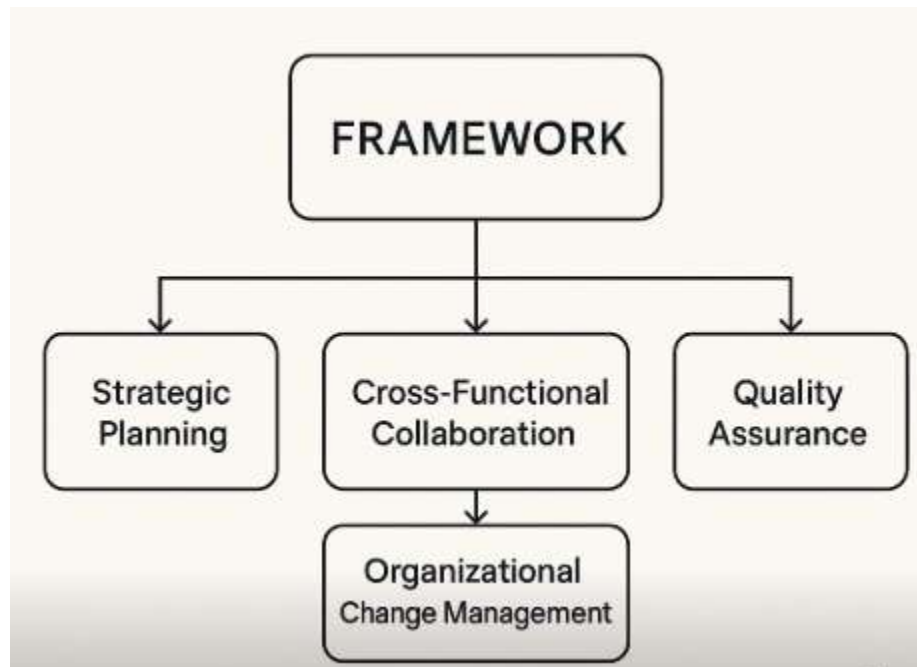 FRAMEWORK
Strategic
Planning
Cross-Functional
Collaboration
Quality
Assurance
Organizational
Change Management